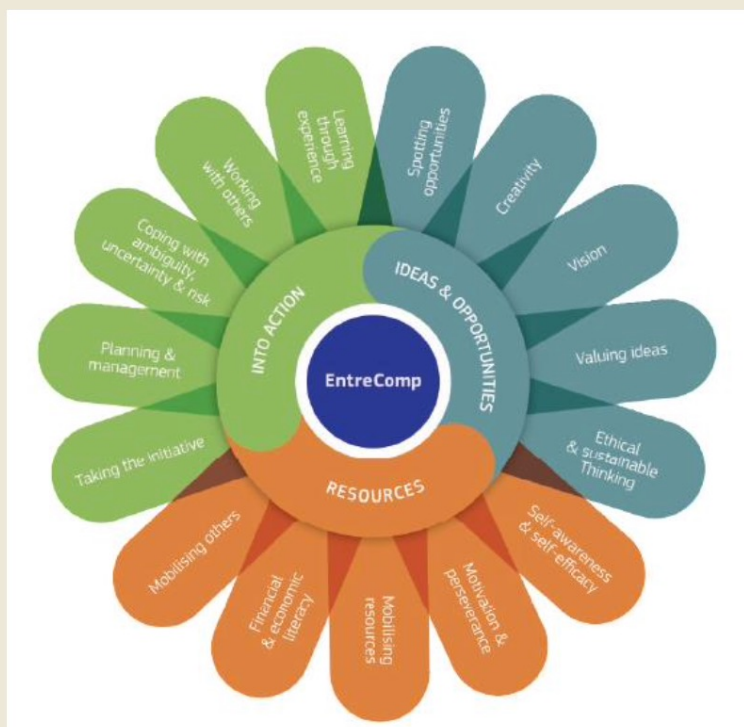 EntreComp
IDEAS & OPPORTUNITIES
Spotting
opportunities
Creativity
Vision
Valuing ideas
Ethical
& sustainable
Thinking
RESOURCES
Self-awareness
& self-efficacy
Motivation &
perseverance
Mobilising
resources
Financial
& economic
literacy
Mobilising others
INTO ACTION
Taking the initiative
Planning &
management
Coping with
ambiguity,
uncertainty & risk
Working
with others
Learning
through
experience